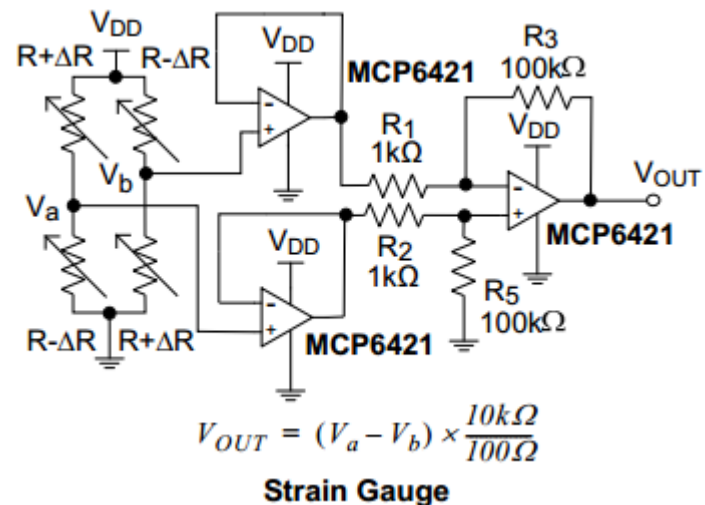 VDD
R+ΔR R-ΔR
VDD
MCP6421
-
+
R3
100kΩ
R1
1kΩ
VDD
VOUT
-
+
MCP6421
Vb
Va
VDD
R2
1kΩ
-
+
R5
100kΩ
MCP6421
R-ΔR R+ΔR
VOUT = (Va – Vb) × 10kΩ/100Ω
Strain Gauge